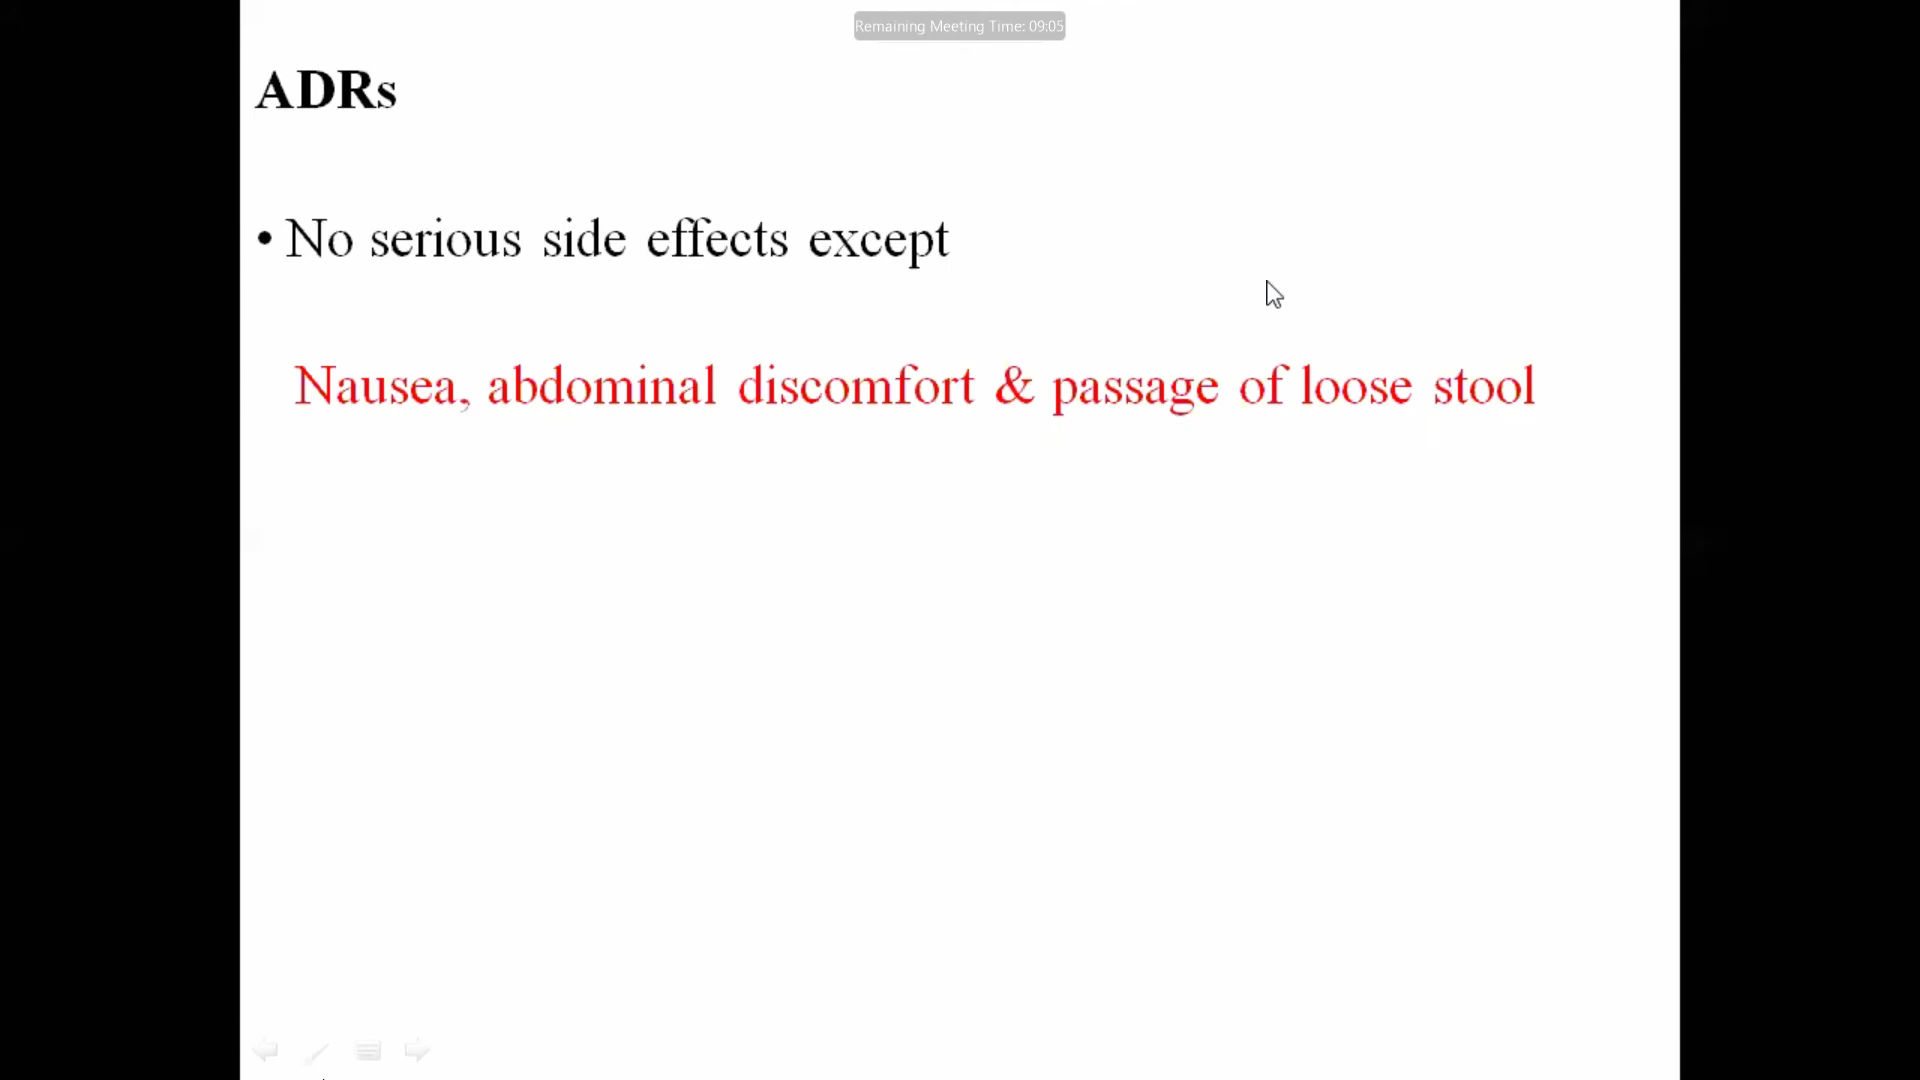 Remaining Meeting Time: 09:05
ADRs
• No serious side effects except
Nausea, abdominal discomfort & passage of loose stool